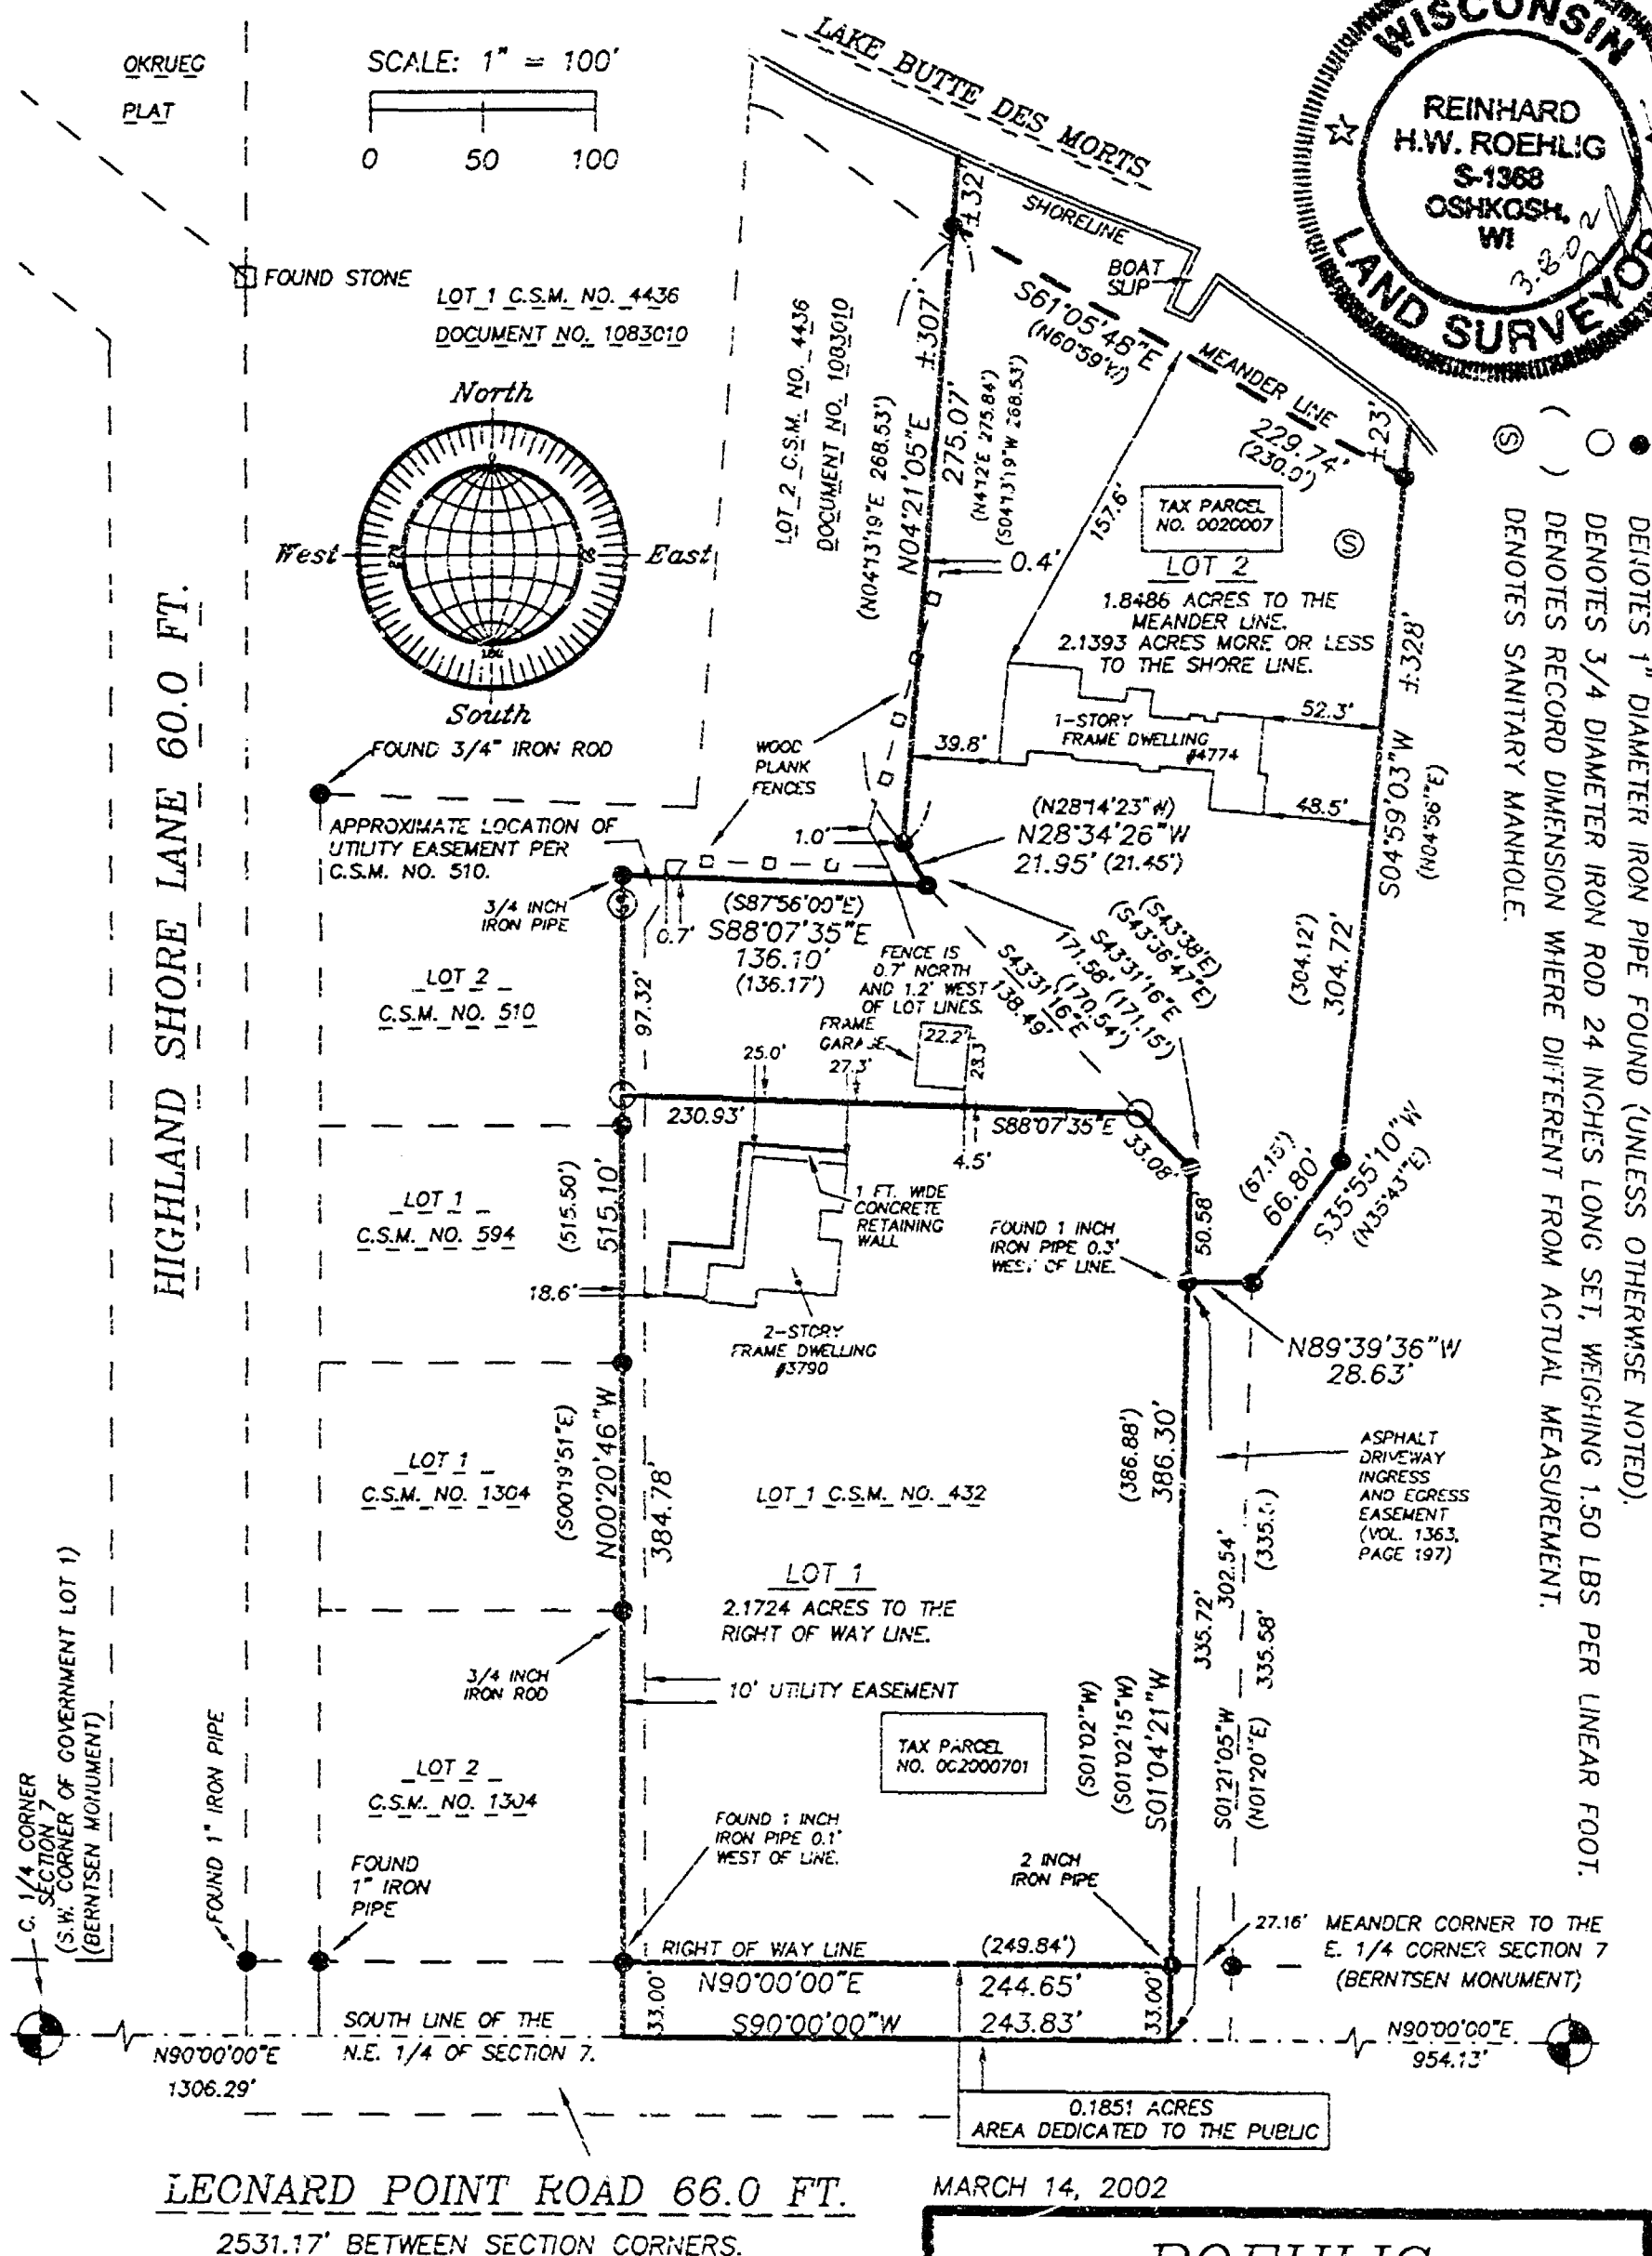 OKRUEG
PLAT
SCALE: 1" = 100'
0 50 100
LAKE BUTTE DES MORTS
WISCONSIN
REINHARD
H.W. ROEHLIG
S-1368
OSHKOSH,
WI
LAND SURVEYOR
3-8-02
FOUND STONE
LOT 1 C.S.M. NO. 4436
DOCUMENT NO. 1083010
North
West
East
South
LOT 2 C.S.M. NO. 4436
DOCUMENT NO. 1083010
±32'
SHORELINE
BOAT
SLIP
S61°05'48"E
(N60°59'W)
MEANDER LINE
229.74'
(230.0')
±23'
±307'
N04°21'05"E
275.07'
(N04°13'19"E 268.53')
(N4°12'E 275.84')
(S04°13'19"W 268.53')
0.4'
157.6'
TAX PARCEL
NO. 0020007
LOT 2
1.8486 ACRES TO THE
MEANDER LINE.
2.1393 ACRES MORE OR LESS
TO THE SHORE LINE.
(S)
1-STORY
FRAME DWELLING
#4774
52.3'
39.8'
48.5'
±328'
S04°59'03"W
(N04°56'"E)
(304.12')
304.72'
DENOTES 1" DIAMETER IRON PIPE FOUND (UNLESS OTHERWISE NOTED).
DENOTES 3/4 DIAMETER IRON ROD 24 INCHES LONG SET, WEIGHING 1.50 LBS PER LINEAR FOOT.
( ) DENOTES RECORD DIMENSION WHERE DIFFERENT FROM ACTUAL MEASUREMENT.
(S) DENOTES SANITARY MANHOLE.
HIGHLAND SHORE LANE 60.0 FT.
FOUND 3/4" IRON ROD
APPROXIMATE LOCATION OF
UTILITY EASEMENT PER
C.S.M. NO. 510.
WOOD
PLANK
FENCES
1.0'
(N28°14'23"W)
N28°34'26"W
21.95' (21.45')
3/4 INCH
IRON PIPE
0.7'
(S87°56'00"E)
S88°07'35"E
136.10'
(136.17')
FENCE IS
0.7' NORTH
AND 1.2' WEST
OF LOT LINES.
S43°31'16"E
138.49'
(S43°38'E)
(S43°36'47"E)
S43°31'16"E
171.58' (171.15')
(170.54')
LOT 2
C.S.M. NO. 510
97.32'
FRAME
GARAGE
22.2'
28.3'
25.0'
27.3'
230.93'
S88°07'35"E
4.5'
33.08'
LOT 1
C.S.M. NO. 594
(515.50')
515.10'
1 FT. WIDE
CONCRETE
RETAINING
WALL
18.6'
2-STORY
FRAME DWELLING
#3790
FOUND 1 INCH
IRON PIPE 0.3'
WEST OF LINE.
50.58'
(67.15')
66.80'
S35°55'10"W
(N35°43'"E)
N89°39'36"W
28.63'
LOT 1
C.S.M. NO. 1304
(S00°19'51"E)
N00°20'46"W
384.78'
LOT 1 C.S.M. NO. 432
(386.88')
386.30'
ASPHALT
DRIVEWAY
INGRESS
AND EGRESS
EASEMENT
(VOL. 1363,
PAGE 197)
LOT 1
2.1724 ACRES TO THE
RIGHT OF WAY LINE.
3/4 INCH
IRON ROD
10' UTILITY EASEMENT
TAX PARCEL
NO. 002000701
(S01°02'"W)
(S01°02'15"W)
S01°04'21"W
335.72'
302.54'
S01°21'05"W
(N01°20'"E)
335.58'
LOT 2
C.S.M. NO. 1304
C. 1/4 CORNER
SECTION 7
(S.W. CORNER OF GOVERNMENT LOT 1)
(BERNTSEN MONUMENT)
FOUND 1" IRON PIPE
FOUND
1" IRON
PIPE
FOUND 1 INCH
IRON PIPE 0.1'
WEST OF LINE.
2 INCH
IRON PIPE
27.16'
MEANDER CORNER TO THE
E. 1/4 CORNER SECTION 7
(BERNTSEN MONUMENT)
RIGHT OF WAY LINE
(249.84')
N90°00'00"E
244.65'
33.00'
S90°00'00"W
243.83'
33.00'
SOUTH LINE OF THE
N.E. 1/4 OF SECTION 7.
N90°00'00"E
1306.29'
N90°00'00"E
954.13'
0.1851 ACRES
AREA DEDICATED TO THE PUBLIC
LEONARD POINT ROAD 66.0 FT.
2531.17' BETWEEN SECTION CORNERS.
MARCH 14, 2002